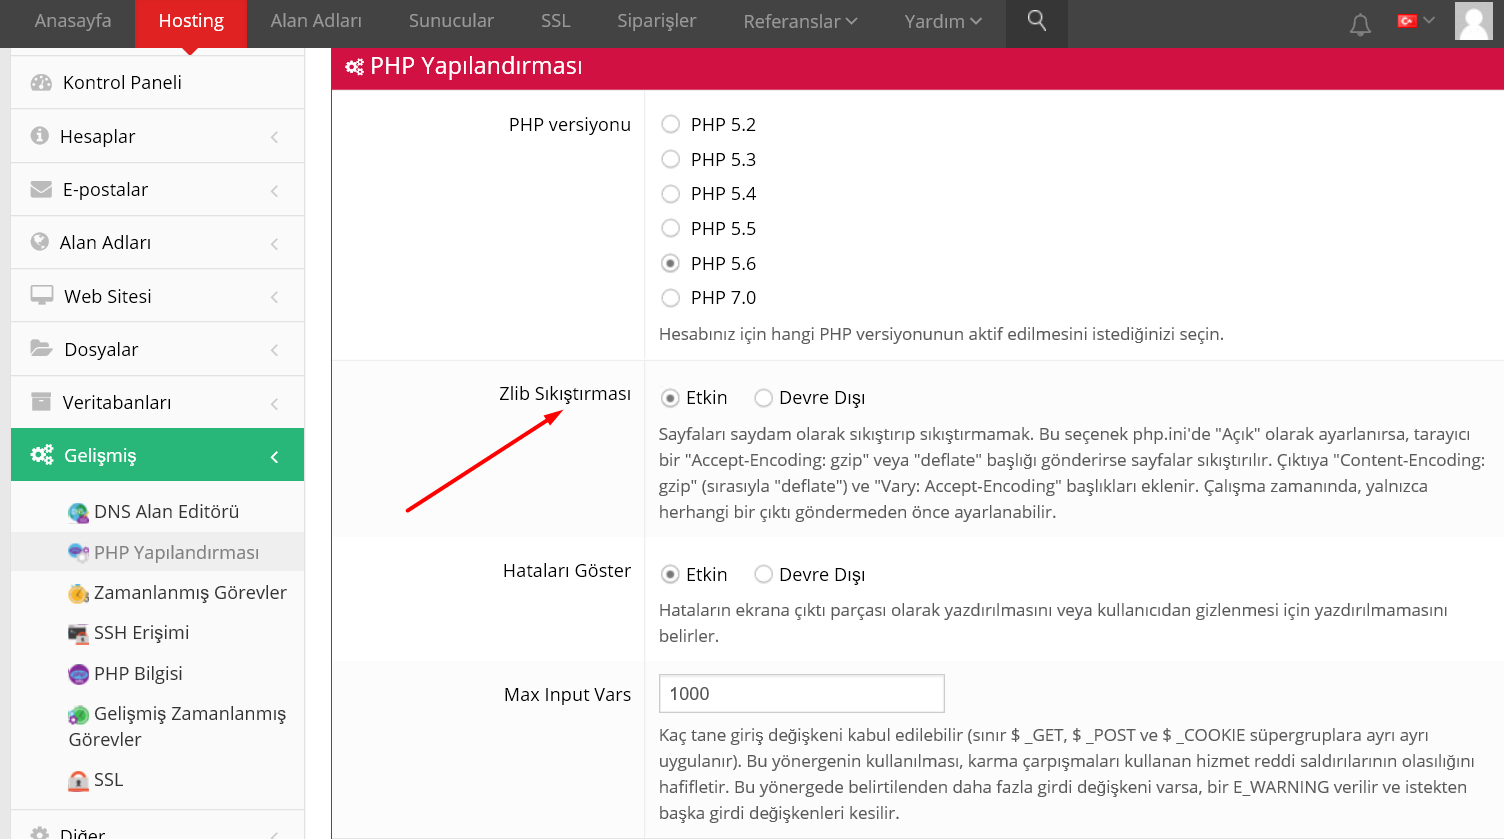 Anasayfa Hosting Alan Adları Sunucular SSL Siparişler Referanslar Yardım
Kontrol Paneli
Hesaplar
E-postalar
Alan Adları
Web Sitesi
Dosyalar
Veritabanları
Gelişmiş
DNS Alan Editörü
PHP Yapılandırması
Zamanlanmış Görevler
SSH Erişimi
PHP Bilgisi
Gelişmiş Zamanlanmış
Görevler
SSL
Diğer
PHP Yapılandırması
PHP versiyonu
PHP 5.2
PHP 5.3
PHP 5.4
PHP 5.5
PHP 5.6
PHP 7.0
Hesabınız için hangi PHP versiyonunun aktif edilmesini istediğinizi seçin.
Zlib Sıkıştırması
Etkin Devre Dışı
Sayfaları saydam olarak sıkıştırıp sıkıştırmamak. Bu seçenek php.ini'de "Açık" olarak ayarlanırsa, tarayıcı
bir "Accept-Encoding: gzip" veya "deflate" başlığı gönderirse sayfalar sıkıştırılır. Çıktıya "Content-Encoding:
gzip" (sırasıyla "deflate") ve "Vary: Accept-Encoding" başlıkları eklenir. Çalışma zamanında, yalnızca
herhangi bir çıktı göndermeden önce ayarlanabilir.
Hataları Göster
Etkin Devre Dışı
Hataların ekrana çıktı parçası olarak yazdırılmasını veya kullanıcıdan gizlenmesi için yazdırılmamasını
belirler.
Max Input Vars
1000
Kaç tane giriş değişkeni kabul edilebilir (sınır $ _GET, $ _POST ve $ _COOKIE süpergruplara ayrı ayrı
uygulanır). Bu yönergenin kullanılması, karma çarpışmaları kullanan hizmet reddi saldırılarının olasılığını
hafifletir. Bu yönergede belirtilenden daha fazla girdi değişkeni varsa, bir E_WARNING verilir ve istekten
başka girdi değişkenleri kesilir.